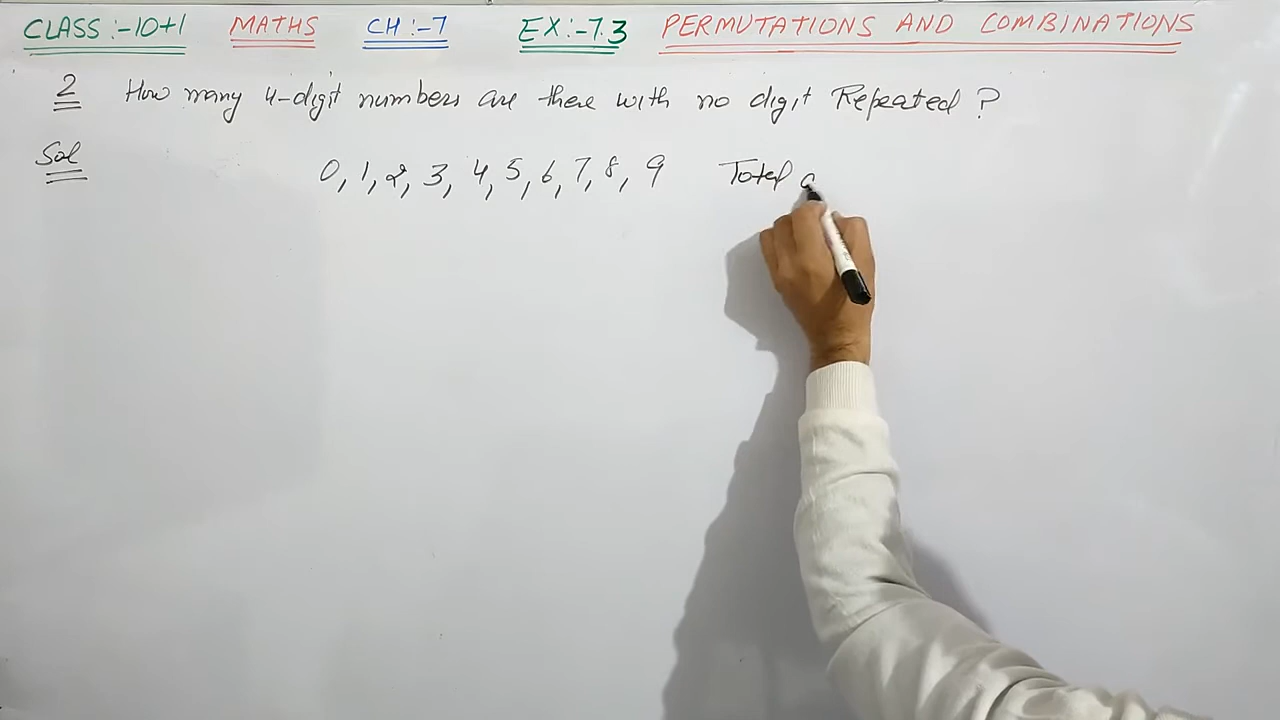 CLASS:-10+1 MATHS CH:-7 EX:-7.3 PERMUTATIONS AND COMBINATIONS
2 How many 4-digit numbers are there with no digit Repeated ?
Sol 0, 1, 2, 3, 4, 5, 6, 7, 8, 9 Total